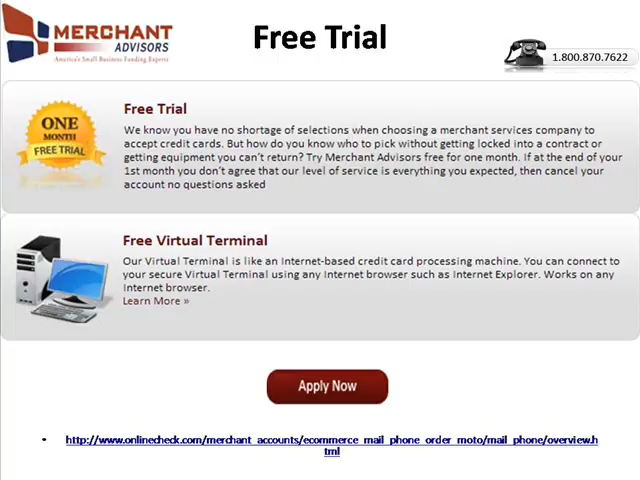 MERCHANT
ADVISORS
America's Small Business Funding Experts
Free Trial
1.800.870.7622
ONE
MONTH
FREE TRIAL
Free Trial
We know you have no shortage of selections when choosing a merchant services company to
accept credit cards. But how do you know who to pick without getting locked into a contract or
getting equipment you can't return? Try Merchant Advisors free for one month. If at the end of your
1st month you don't agree that our level of service is everything you expected, then cancel your
account no questions asked
Free Virtual Terminal
Our Virtual Terminal is like an Internet-based credit card processing machine. You can connect to
your secure Virtual Terminal using any Internet browser such as Internet Explorer. Works on any
Internet browser.
Learn More »
Apply Now
• http://www.onlinecheck.com/merchant_accounts/ecommerce_mail_phone_order_moto/mail_phone/overview.h
tml